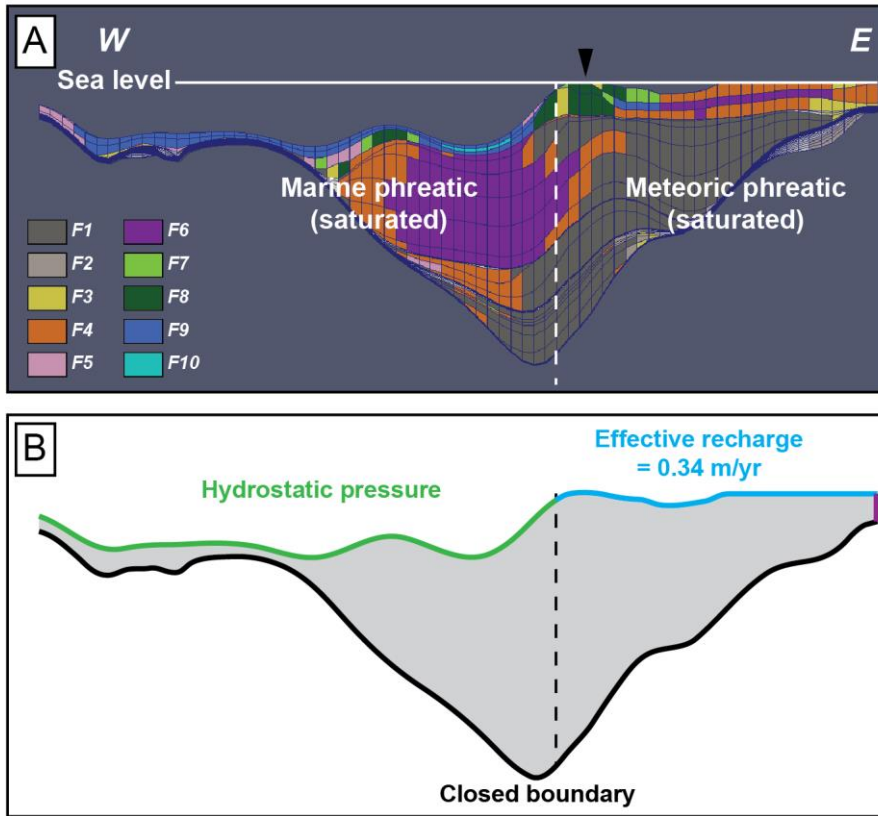 A
W
E
Sea level
Marine phreatic
(saturated)
Meteoric phreatic
(saturated)
F1
F2
F3
F4
F5
F6
F7
F8
F9
F10
B
Effective recharge
= 0.34 m/yr
Hydrostatic pressure
Closed boundary